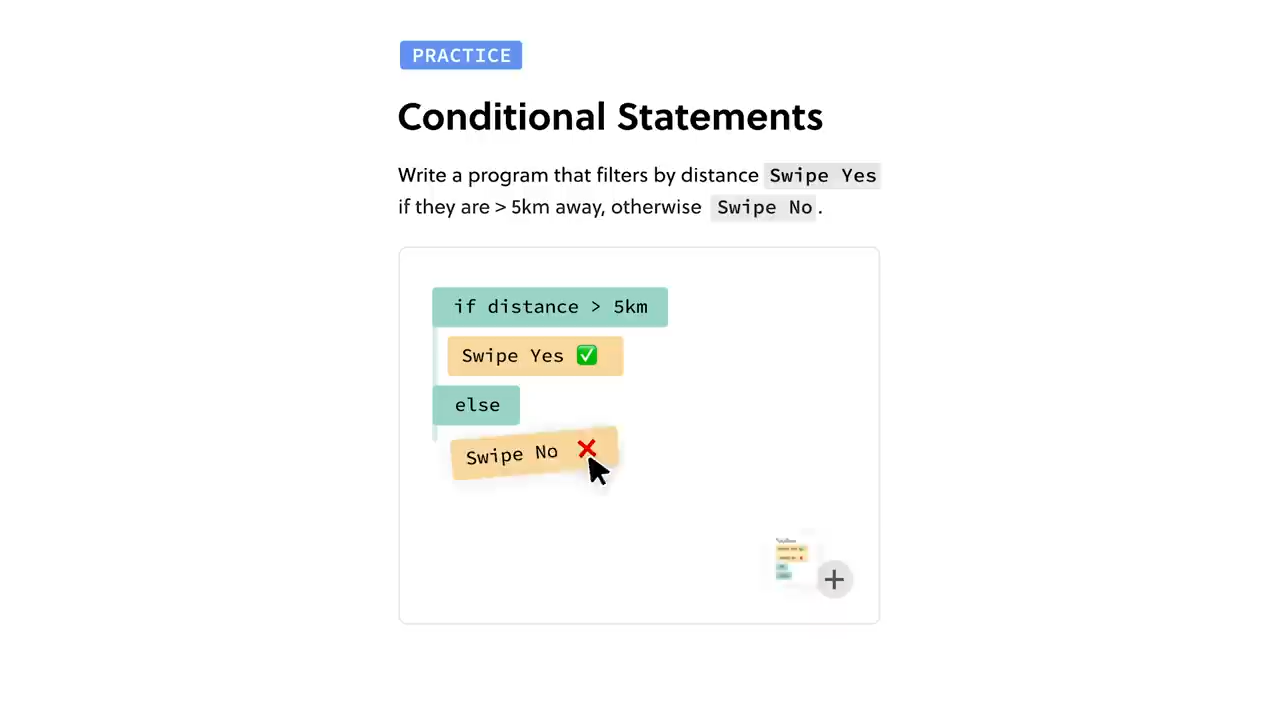 PRACTICE
Conditional Statements
Write a program that filters by distance Swipe Yes
if they are > 5km away, otherwise Swipe No.
if distance > 5km
Swipe Yes ✅
else
Swipe No ❌
+